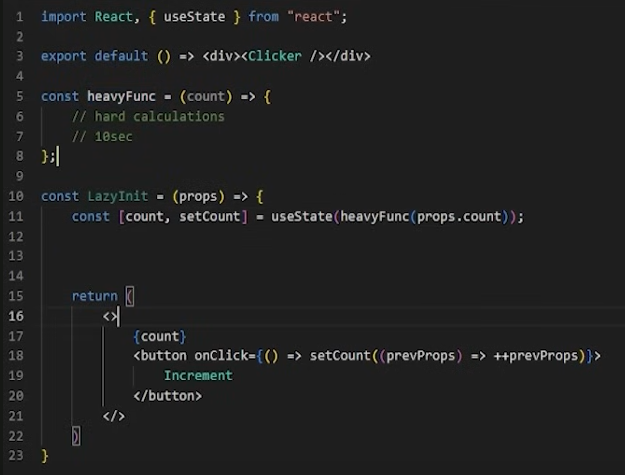 1 import React, { useState } from "react";
2
3 export default () => <div><Clicker /></div>
4
5 const heavyFunc = (count) => {
6     // hard calculations
7     // 10sec
8 };
9
10 const LazyInit = (props) => {
11     const [count, setCount] = useState(heavyFunc(props.count));
12
13
14
15     return (
16         <>
17             {count}
18             <button onClick={() => setCount((prevProps) => ++prevProps)}>
19                 Increment
20             </button>
21         </>
22     )
23 }